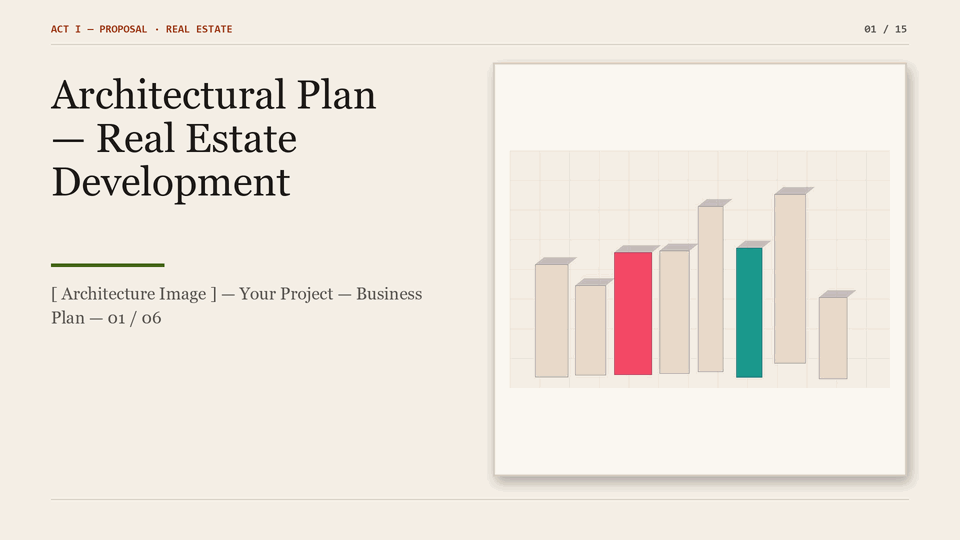 ACT I — PROPOSAL · REAL ESTATE
01 / 15
Architectural Plan
— Real Estate
Development
[ Architecture Image ] — Your Project — Business
Plan — 01 / 06